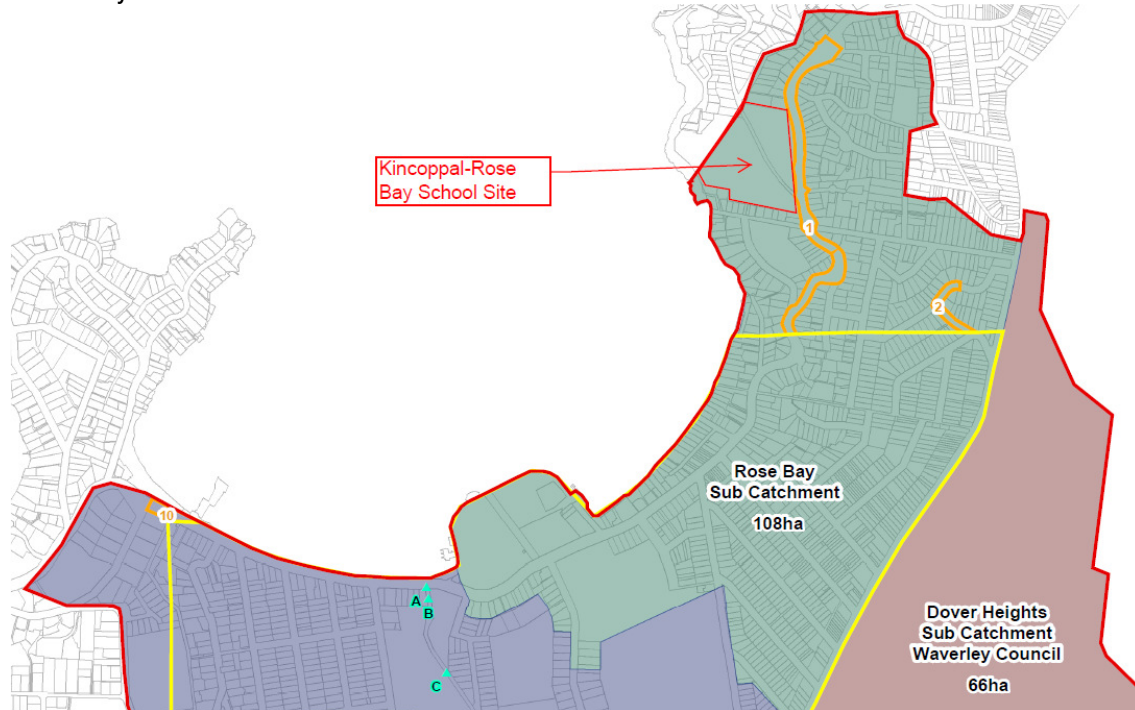 Kincoppal-Rose
Bay School Site
1
2
Rose Bay
Sub Catchment
108ha
10
A
B
C
Dover Heights
Sub Catchment
Waverley Council
66ha